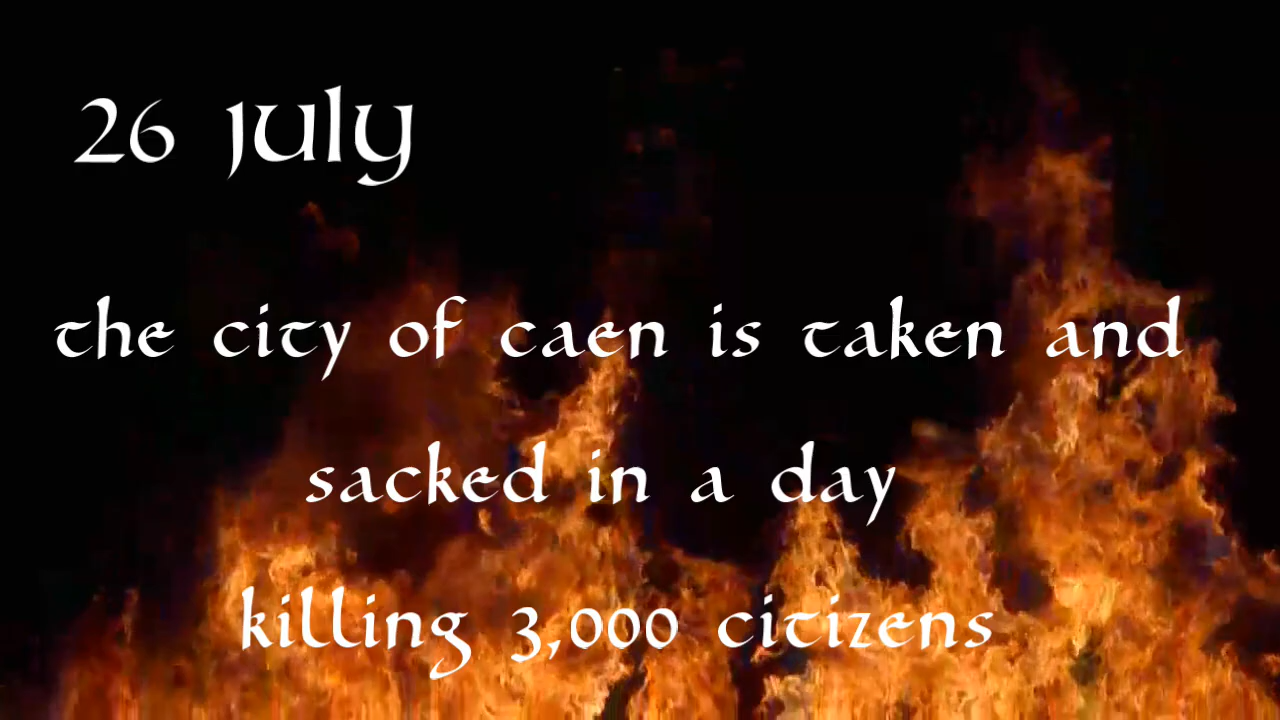 26 July
the city of caen is taken and
sacked in a day
killing 3,000 citizens